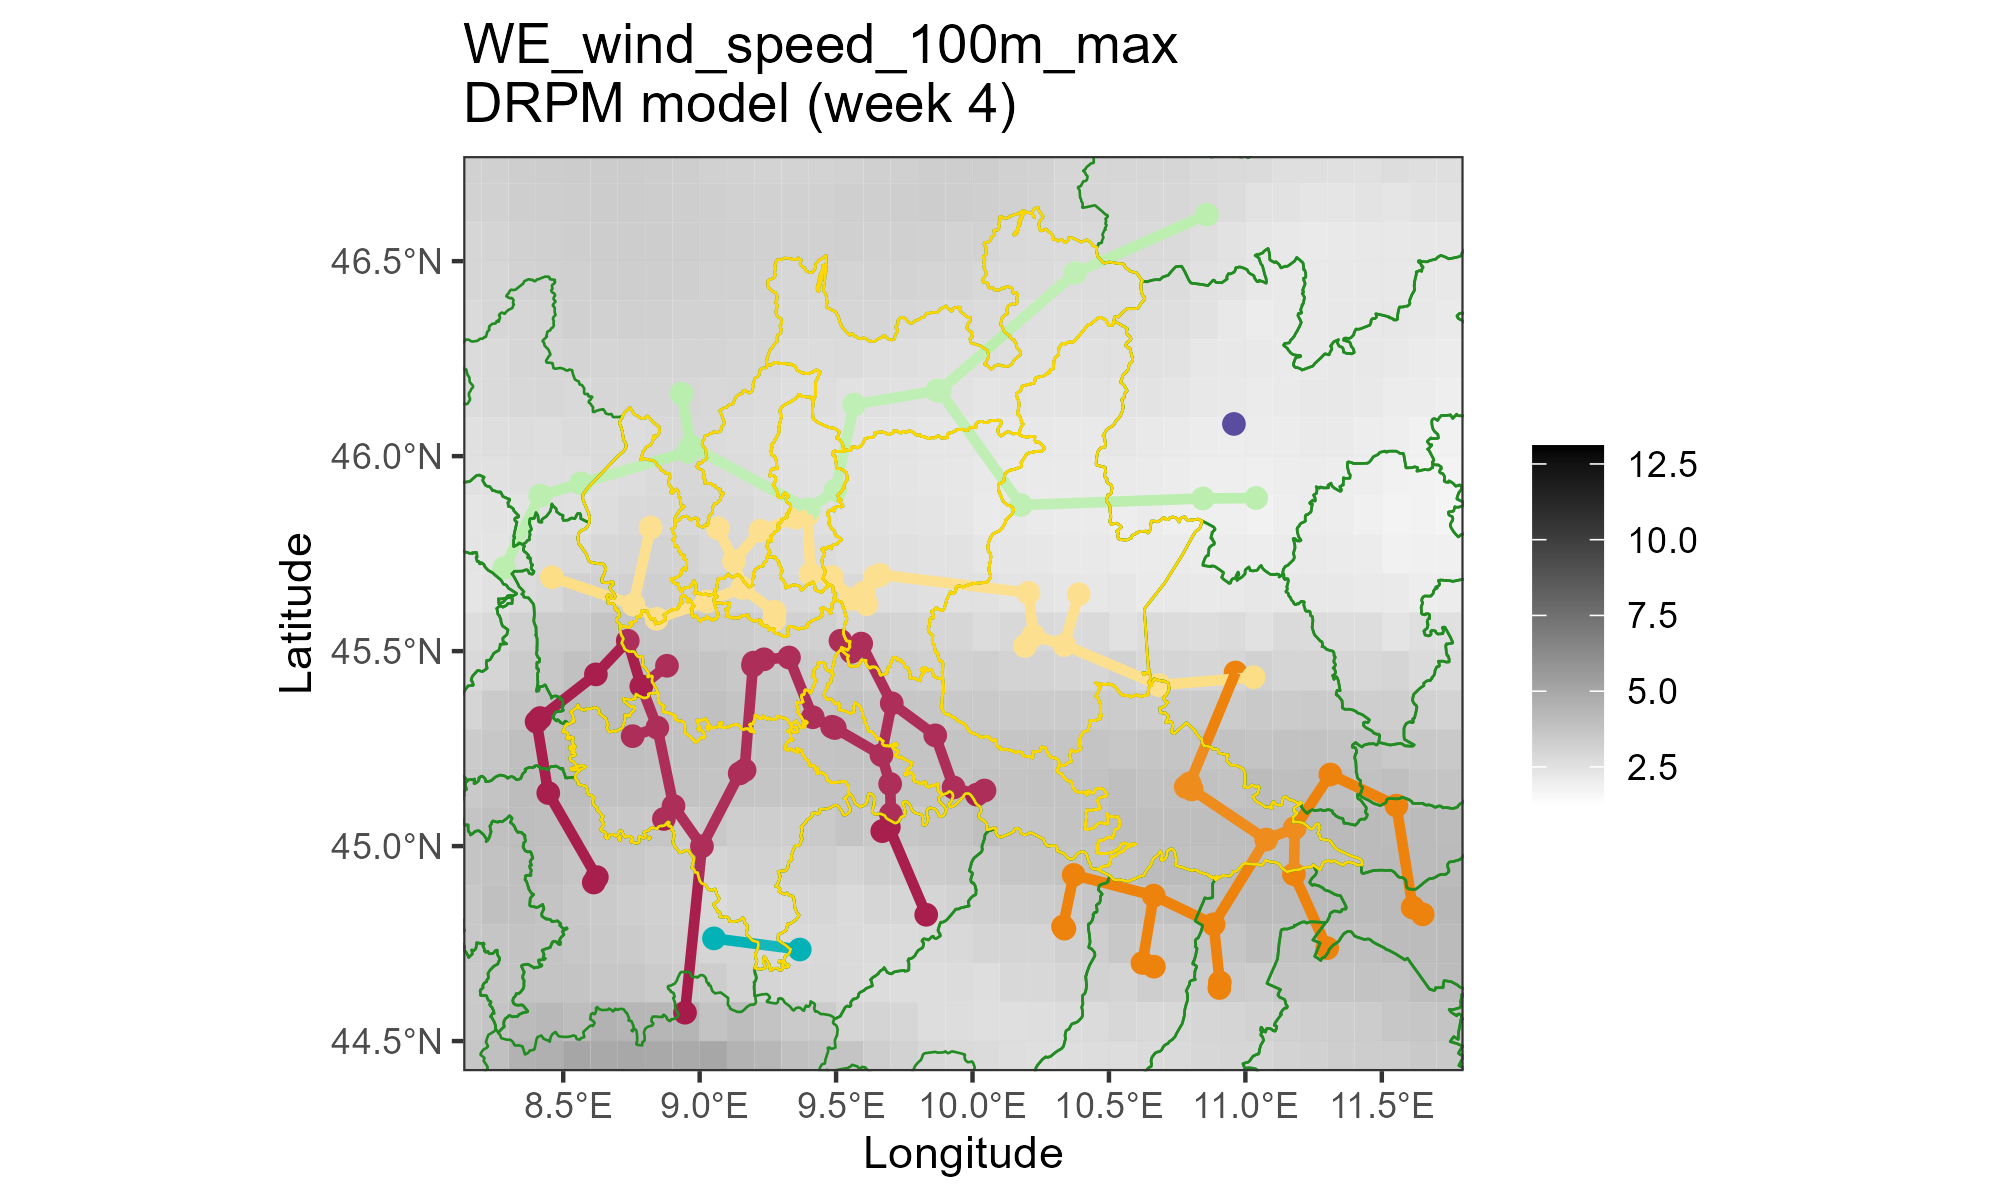 WE_wind_speed_100m_max
DRPM model (week 4)
46.5°N
46.0°N
45.5°N
45.0°N
44.5°N
Latitude
8.5°E
9.0°E
9.5°E
10.0°E
10.5°E
11.0°E
11.5°E
Longitude
12.5
10.0
7.5
5.0
2.5